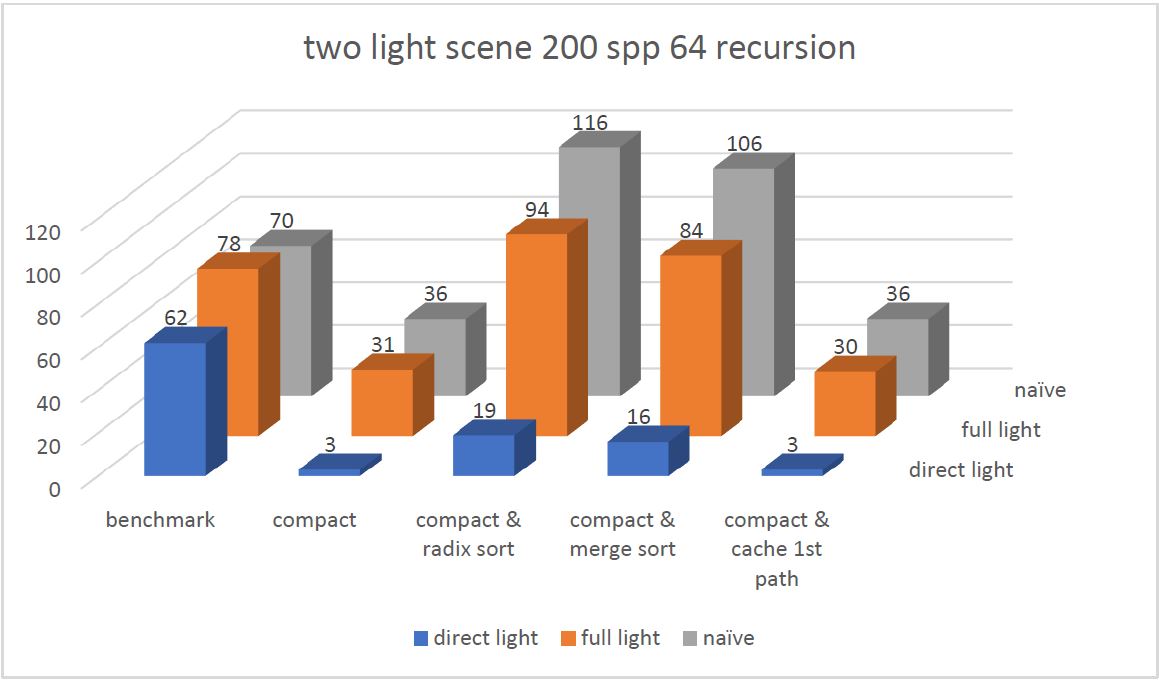 two light scene 200 spp 64 recursion
116
106
94
84
78
70
62
36
36
31
30
19
16
3
3
120
100
80
60
40
20
0
naïve
full light
direct light
benchmark
compact
compact &
radix sort
compact &
merge sort
compact &
cache 1st
path
direct light
full light
naïve